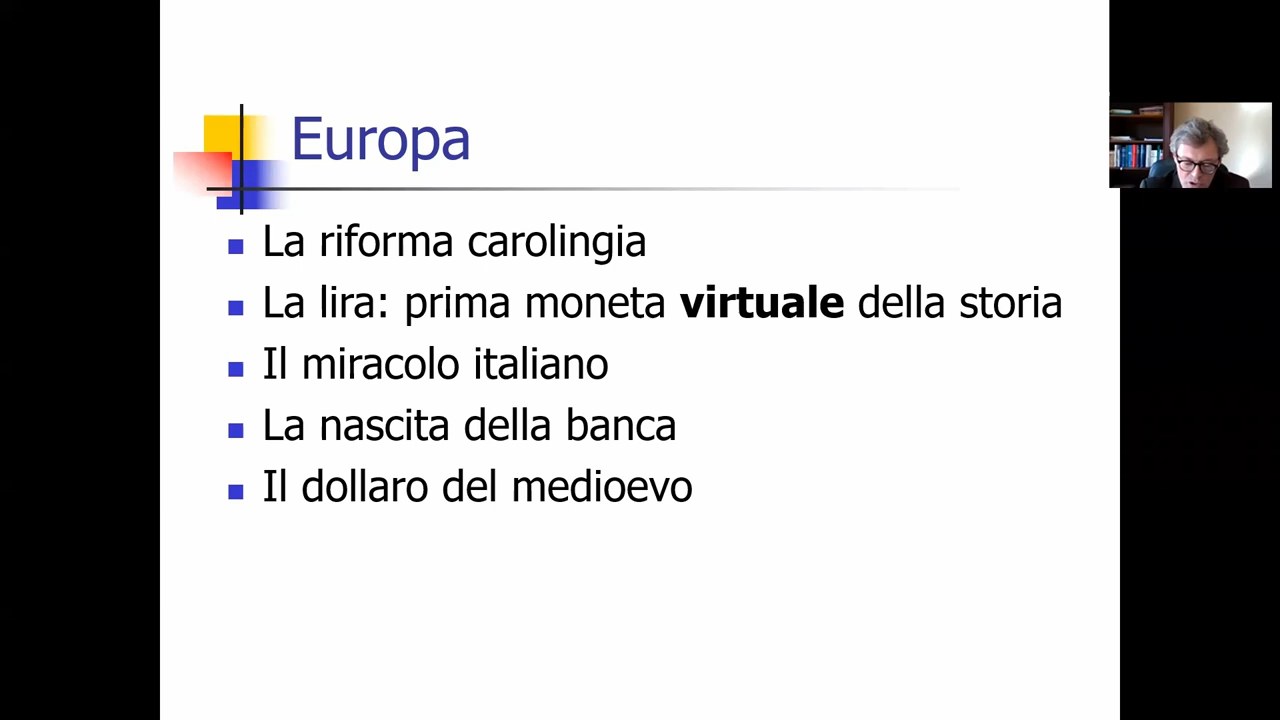 Europa
La riforma carolingia
La lira: prima moneta virtuale della storia
Il miracolo italiano
La nascita della banca
Il dollaro del medioevo